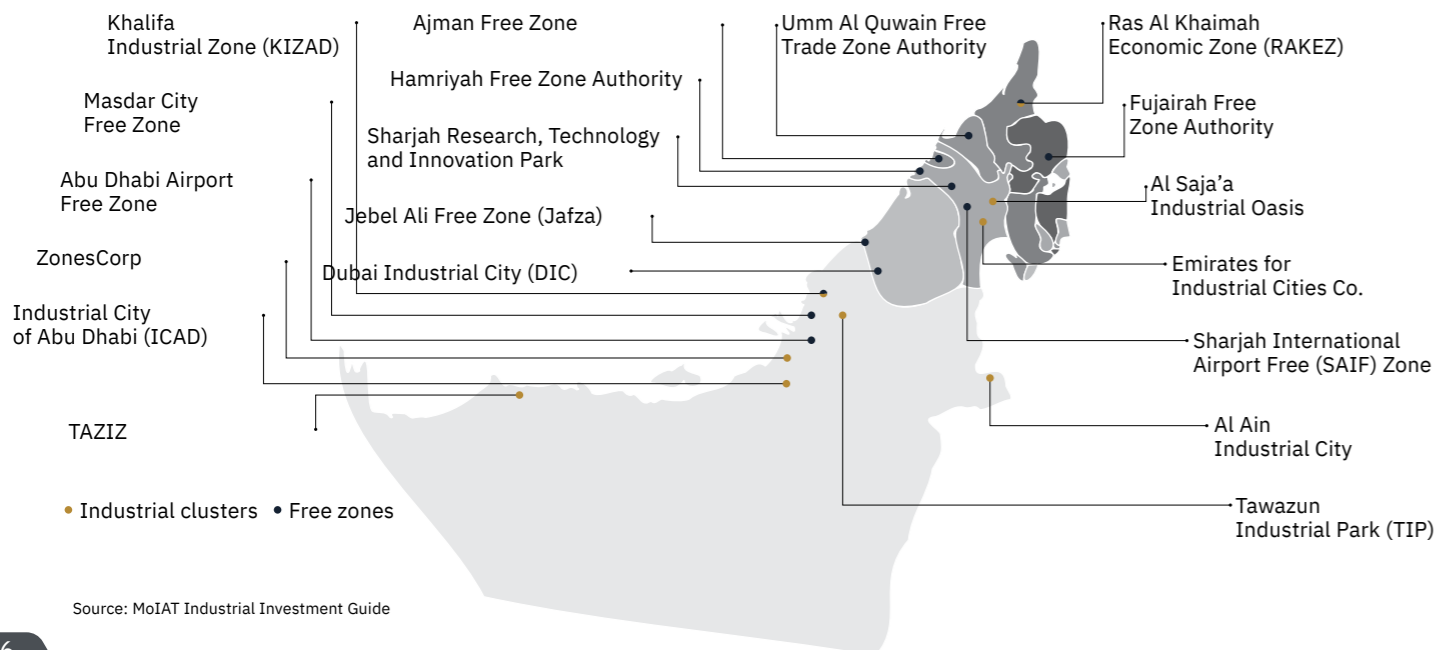 Khalifa
Industrial Zone (KIZAD)
Masdar City
Free Zone
Abu Dhabi Airport
Free Zone
ZonesCorp
Industrial City
of Abu Dhabi (ICAD)
TAZIZ
Ajman Free Zone
Hamriyah Free Zone Authority
Sharjah Research, Technology
and Innovation Park
Jebel Ali Free Zone (Jafza)
Dubai Industrial City (DIC)
Umm Al Quwain Free
Trade Zone Authority
Ras Al Khaimah
Economic Zone (RAKEZ)
Fujairah Free
Zone Authority
Al Saja’a
Industrial Oasis
Emirates for
Industrial Cities Co.
Sharjah International
Airport Free (SAIF) Zone
Al Ain
Industrial City
Tawazun
Industrial Park (TIP)
Industrial clusters
Free zones
Source: MoIAT Industrial Investment Guide